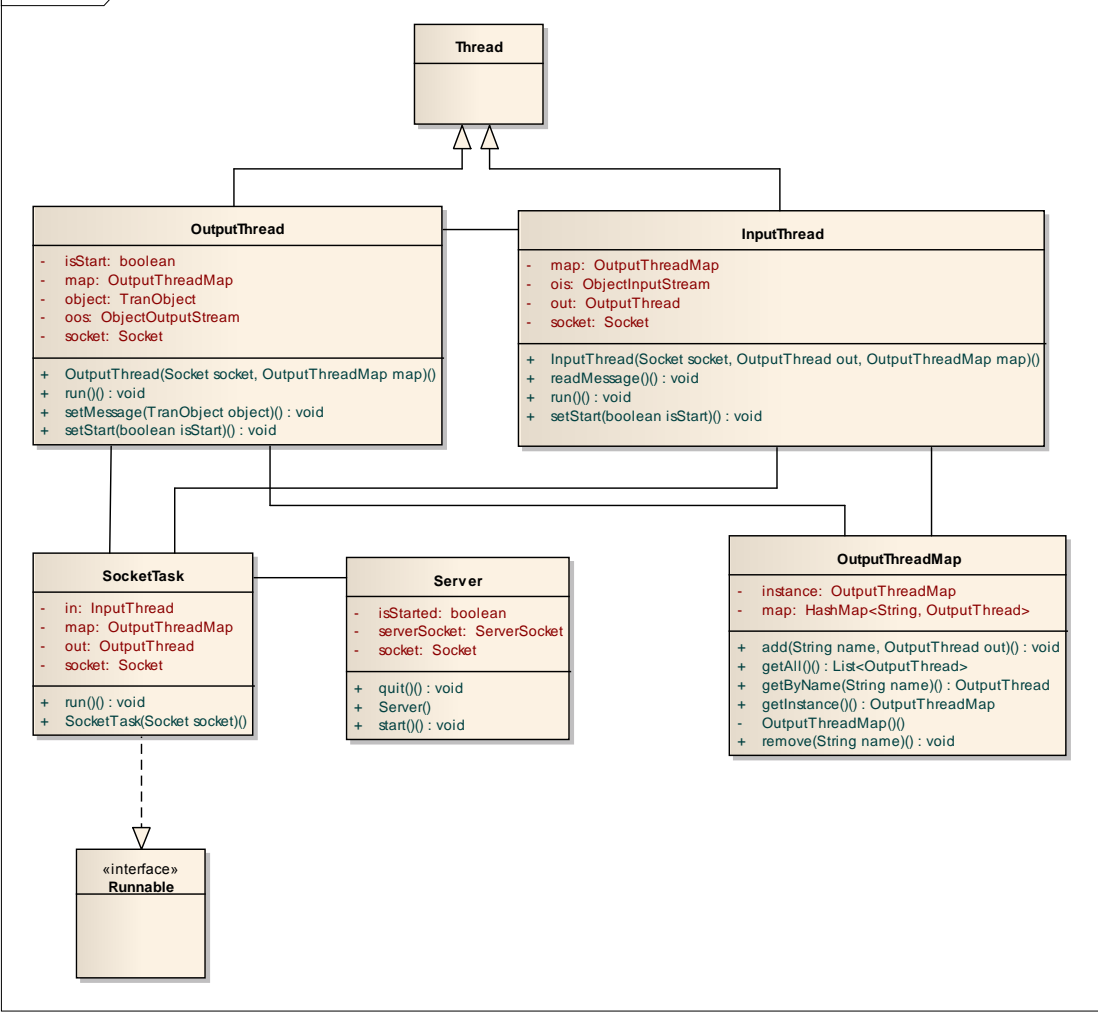 Thread
OutputThread
- isStart: boolean
- map: OutputThreadMap
- object: TranObject
- oos: ObjectOutputStream
- socket: Socket
+ OutputThread(Socket socket, OutputThreadMap map)()
+ run()() : void
+ setMessage(TranObject object)() : void
+ setStart(boolean isStart)() : void
InputThread
- map: OutputThreadMap
- ois: ObjectInputStream
- out: OutputThread
- socket: Socket
+ InputThread(Socket socket, OutputThread out, OutputThreadMap map)()
+ readMessage()() : void
+ run()() : void
+ setStart(boolean isStart)() : void
SocketTask
- in: InputThread
- map: OutputThreadMap
- out: OutputThread
- socket: Socket
+ run()() : void
+ SocketTask(Socket socket)()
Server
- isStarted: boolean
- serverSocket: ServerSocket
- socket: Socket
+ quit()() : void
+ Server()
+ start()() : void
OutputThreadMap
- instance: OutputThreadMap
- map: HashMap<String, OutputThread>
+ add(String name, OutputThread out)() : void
+ getAll()() : List<OutputThread>
+ getByName(String name)() : OutputThread
+ getInstance()() : OutputThreadMap
- OutputThreadMap()()
+ remove(String name)() : void
«interface»
Runnable